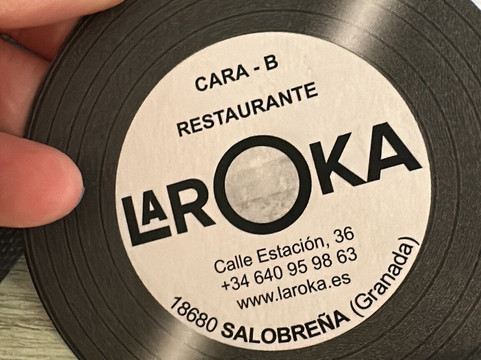 CARA - B
RESTAURANTE
LAROKA
Calle Estación, 36
+34 640 95 98 63
www.laroka.es
18680 SALOBREÑA (Granada)